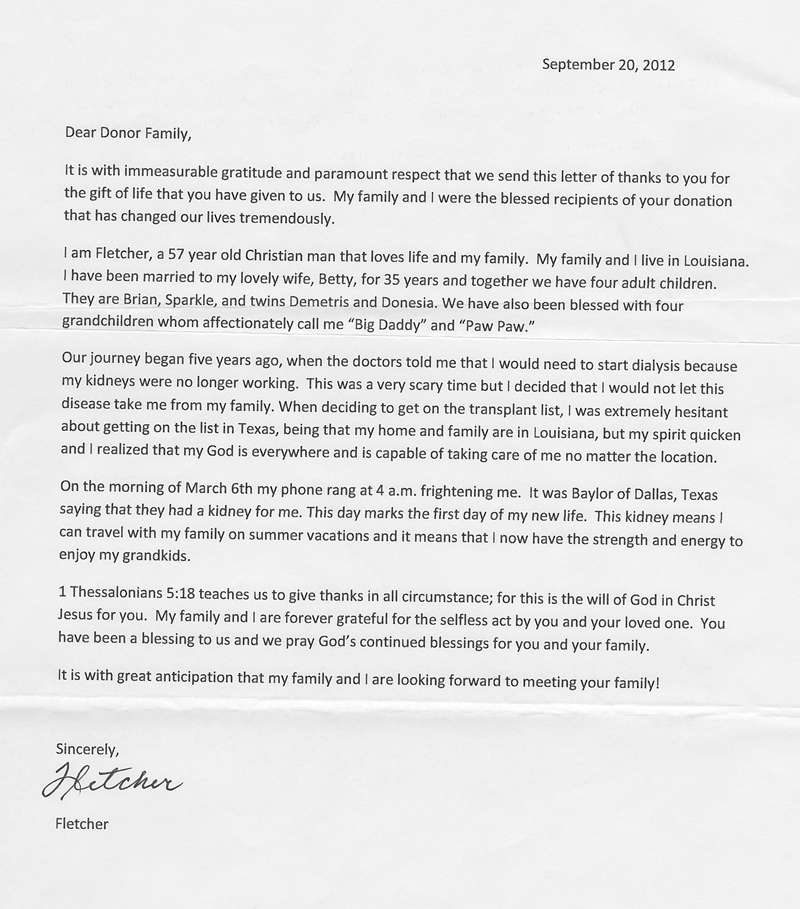 September 20, 2012
Dear Donor Family,
It is with immeasurable gratitude and paramount respect that we send this letter of thanks to you for
the gift of life that you have given to us.  My family and I were the blessed recipients of your donation
that has changed our lives tremendously.
I am Fletcher, a 57 year old Christian man that loves life and my family.  My family and I live in Louisiana.
I have been married to my lovely wife, Betty, for 35 years and together we have four adult children.
They are Brian, Sparkle, and twins Demetris and Donesia. We have also been blessed with four
grandchildren whom affectionately call me “Big Daddy” and “Paw Paw.”
Our journey began five years ago, when the doctors told me that I would need to start dialysis because
my kidneys were no longer working.  This was a very scary time but I decided that I would not let this
disease take me from my family. When deciding to get on the transplant list, I was extremely hesitant
about getting on the list in Texas, being that my home and family are in Louisiana, but my spirit quicken
and I realized that my God is everywhere and is capable of taking care of me no matter the location.
On the morning of March 6th my phone rang at 4 a.m. frightening me.  It was Baylor of Dallas, Texas
saying that they had a kidney for me. This day marks the first day of my new life.  This kidney means I
can travel with my family on summer vacations and it means that I now have the strength and energy to
enjoy my grandkids.
1 Thessalonians 5:18 teaches us to give thanks in all circumstance; for this is the will of God in Christ
Jesus for you.  My family and I are forever grateful for the selfless act by you and your loved one.  You
have been a blessing to us and we pray God’s continued blessings for you and your family.
It is with great anticipation that my family and I are looking forward to meeting your family!
Sincerely,
Fletcher
Fletcher